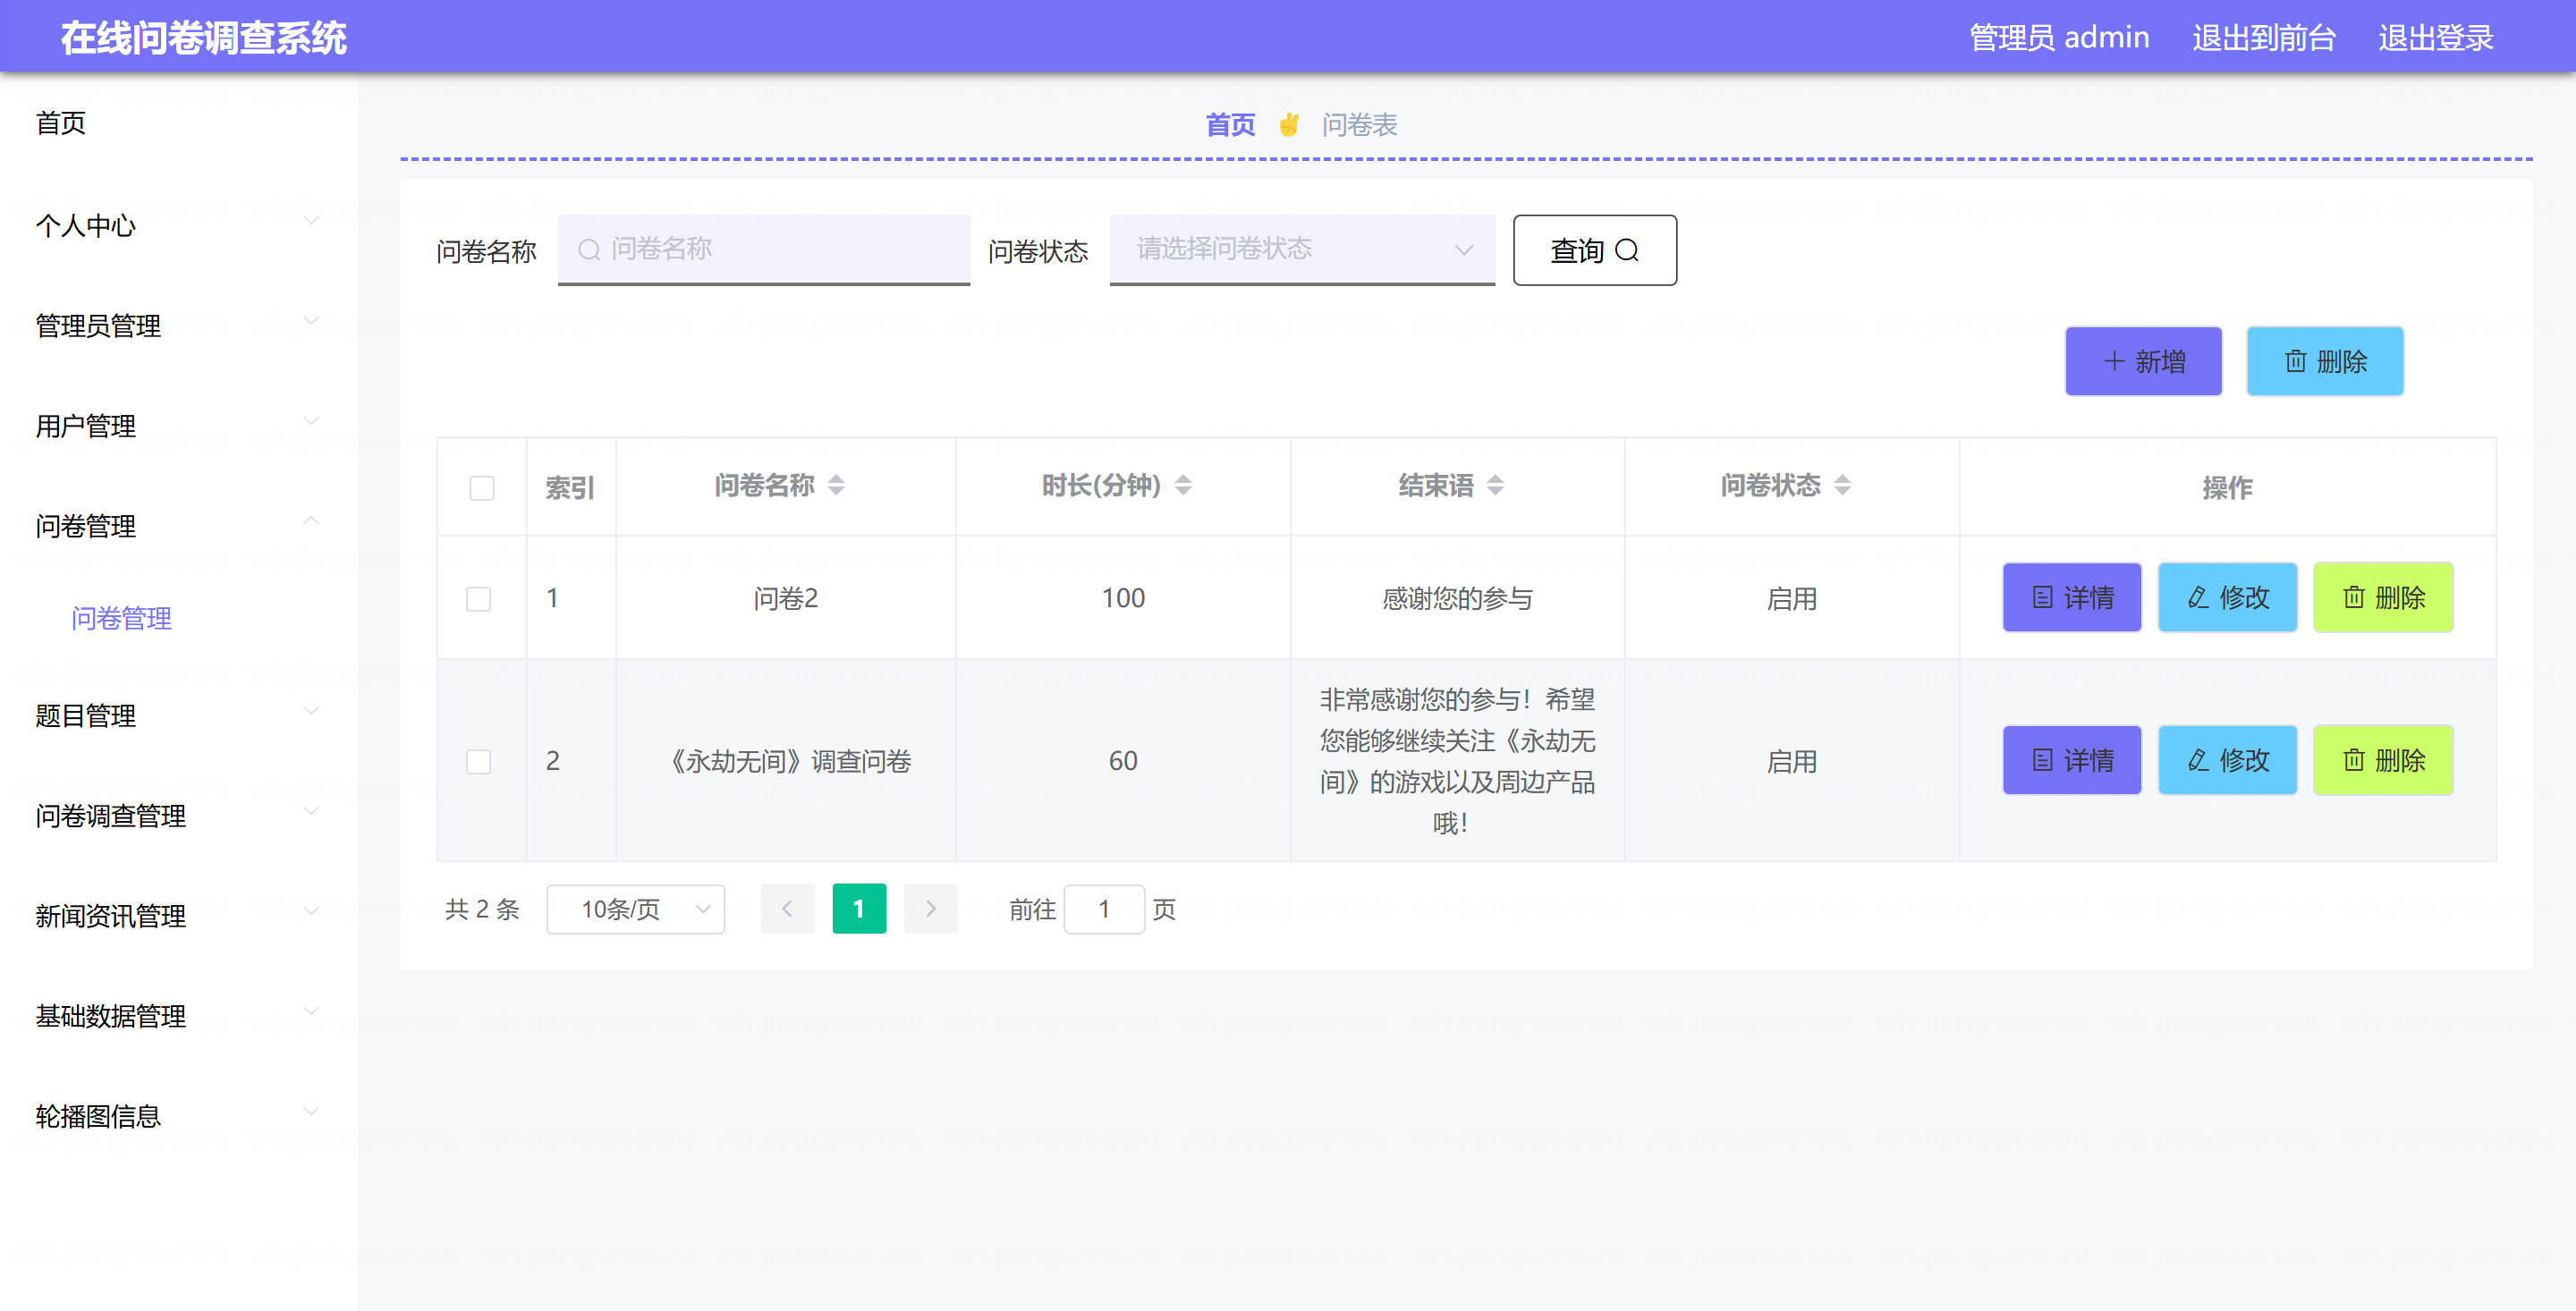 在线问卷调查系统
管理员 admin 退出到前台 退出登录
首页
个人中心
管理员管理
用户管理
问卷管理
问卷管理
题目管理
问卷调查管理
新闻资讯管理
基础数据管理
轮播图信息
首页 ✌ 问卷表
问卷名称 问卷名称 问卷状态 请选择问卷状态 查询
新增 删除
索引 问卷名称 时长(分钟) 结束语 问卷状态 操作
1 问卷2 100 感谢您的参与 启用 详情 修改 删除
2 《永劫无间》调查问卷 60 非常感谢您的参与！希望
您能够继续关注《永劫无
间》的游戏以及周边产品
哦！ 启用 详情 修改 删除
共 2 条 10条/页 1 前往 1 页